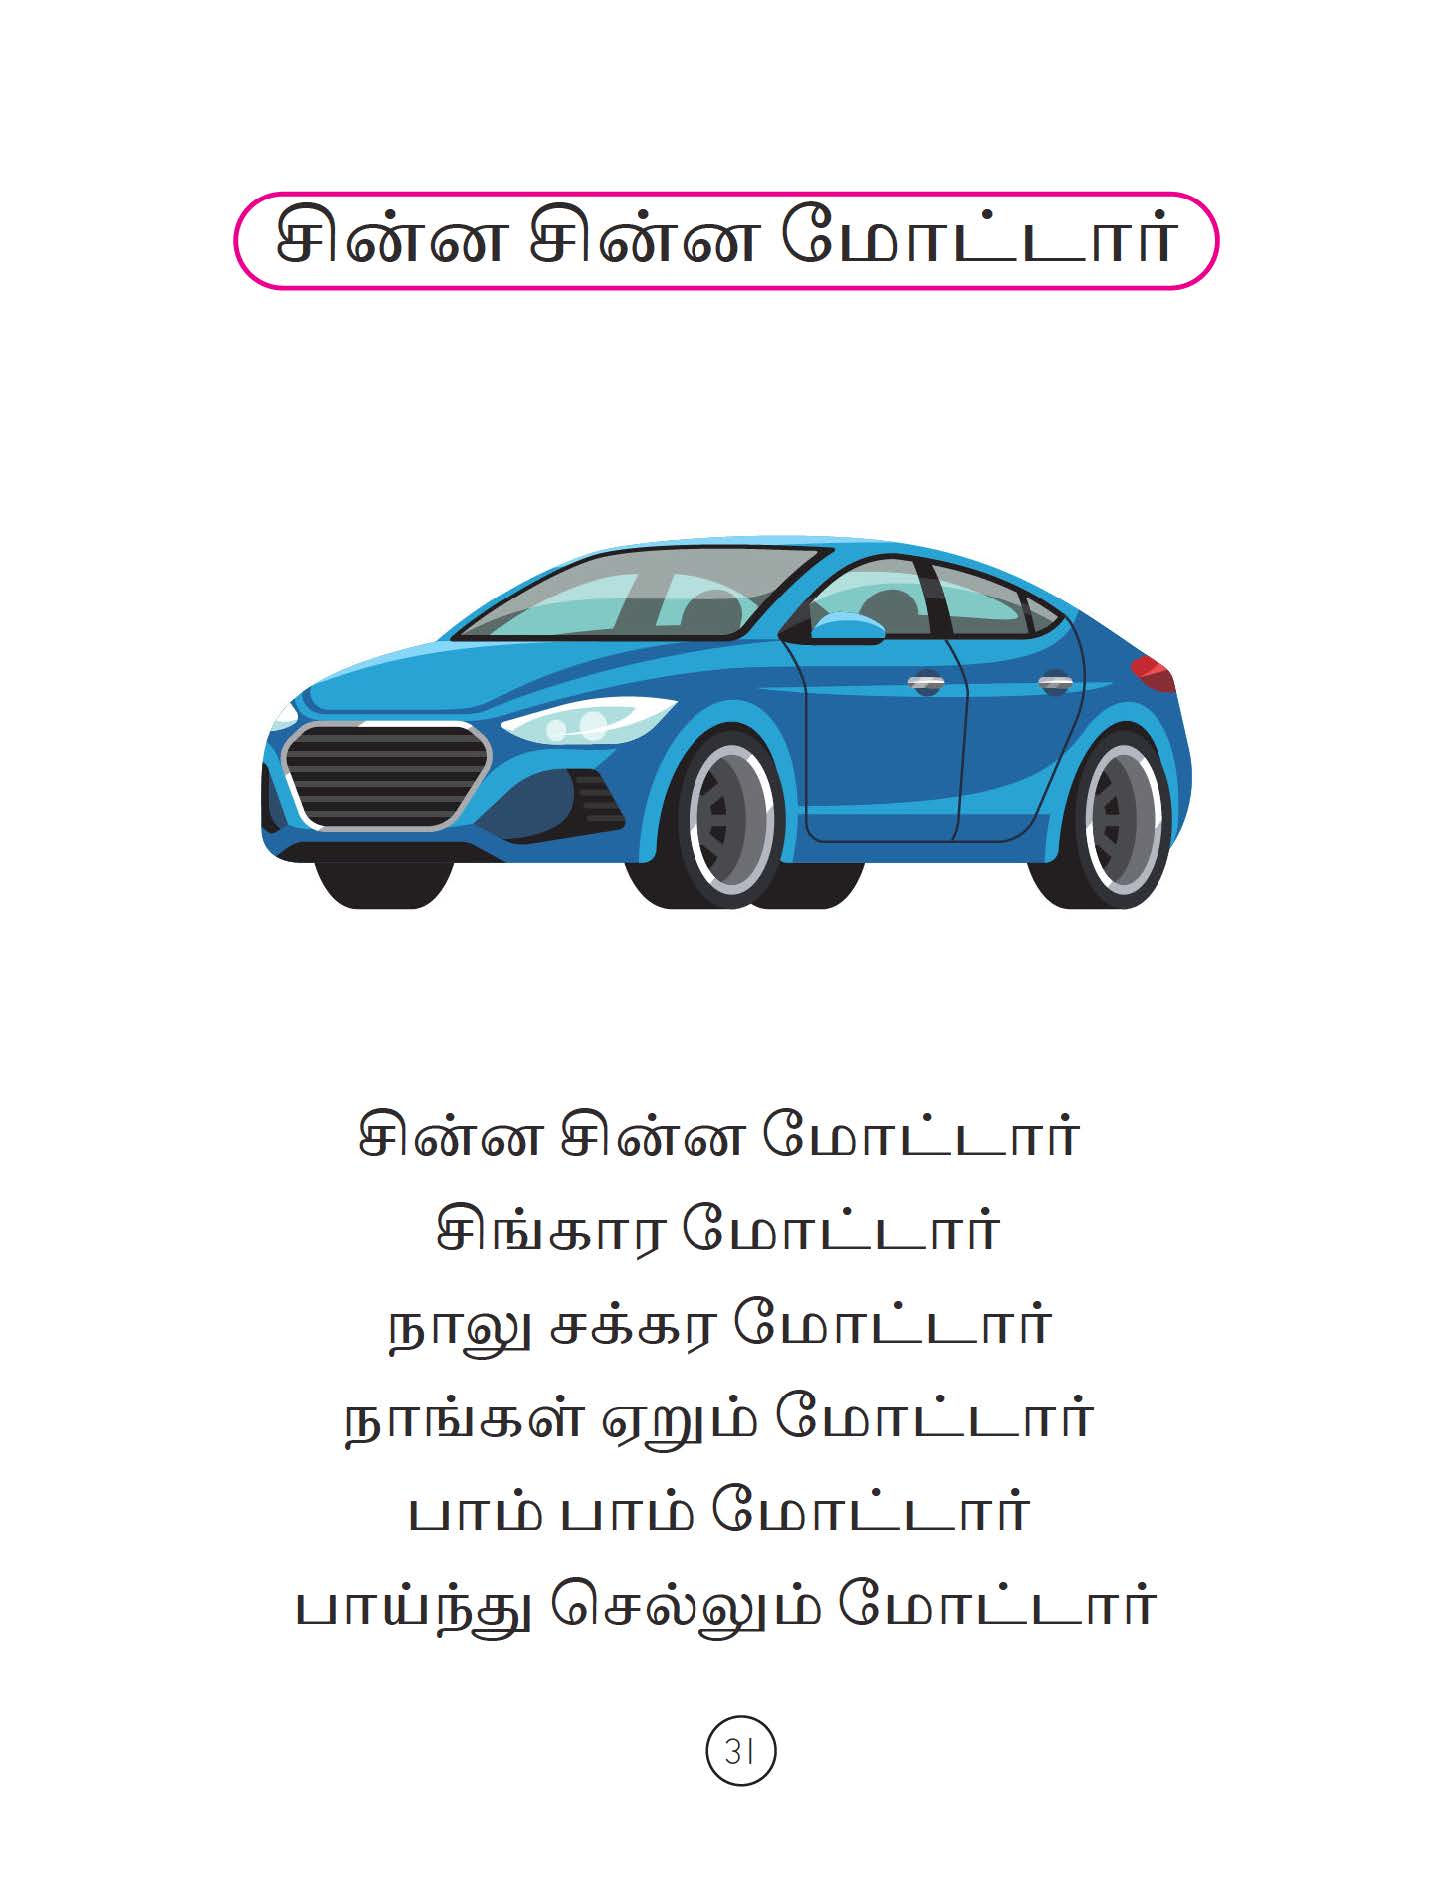 சின்ன சின்ன மோட்டார்
சின்ன சின்ன மோட்டார்
சிங்கார மோட்டார்
நாலு சக்கர மோட்டார்
நாங்கள் ஏறும் மோட்டார்
பாம் பாம் மோட்டார்
பாய்ந்து செல்லும் மோட்டார்
31